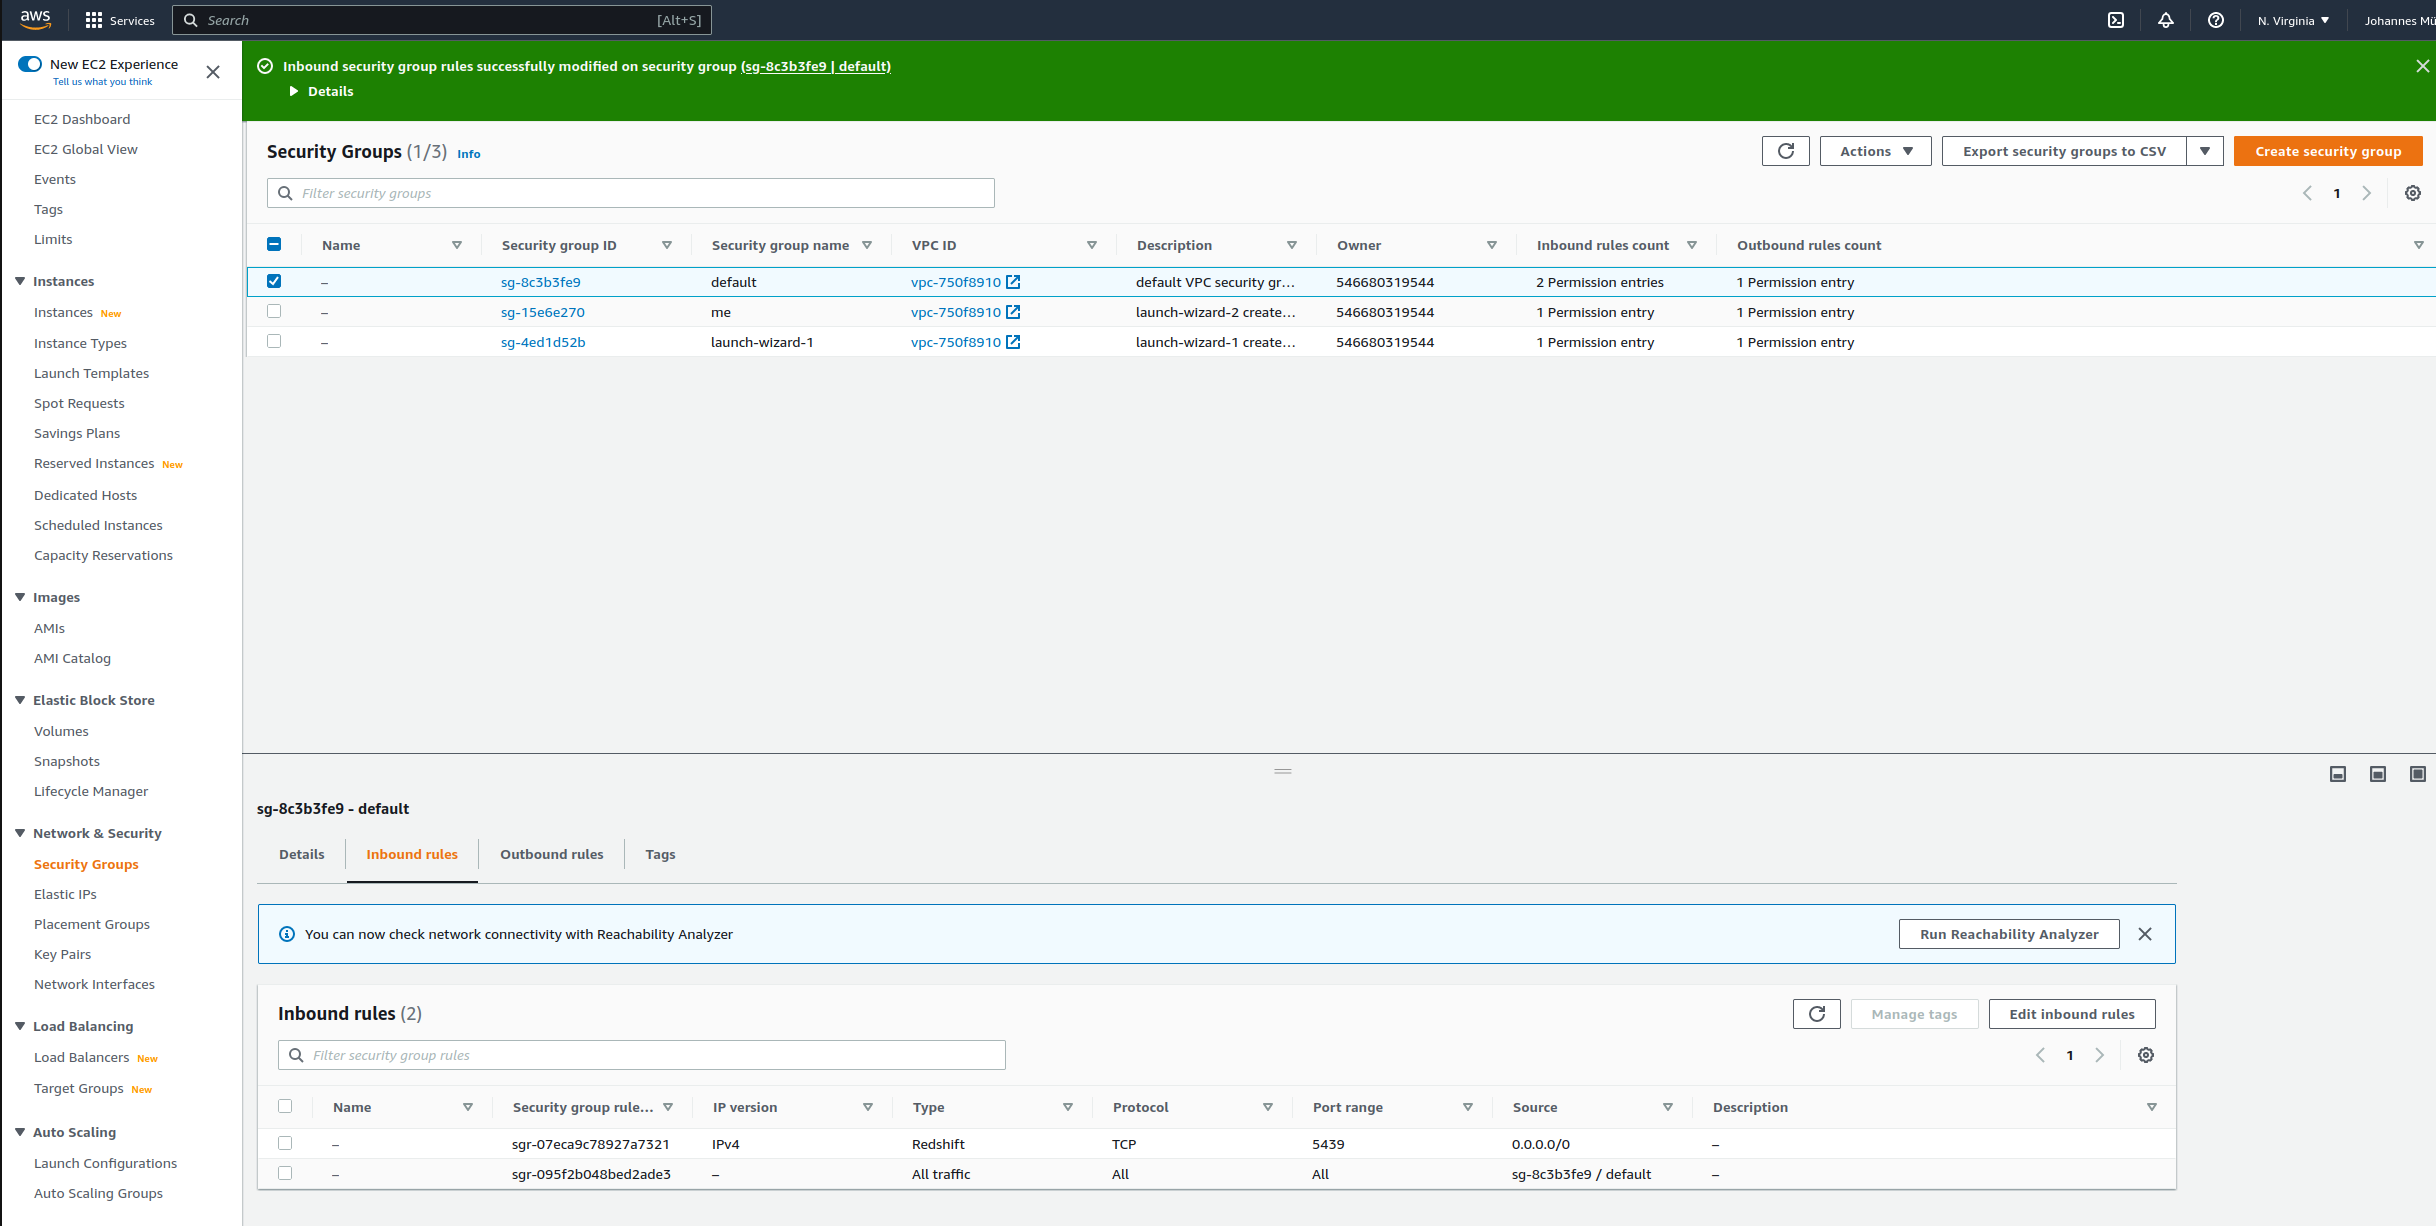 aws
Services
Search [Alt+S]
N. Virginia
Johannes Mü
New EC2 Experience
Tell us what you think
EC2 Dashboard
EC2 Global View
Events
Tags
Limits
Instances
Instances New
Instance Types
Launch Templates
Spot Requests
Savings Plans
Reserved Instances New
Dedicated Hosts
Scheduled Instances
Capacity Reservations
Images
AMIs
AMI Catalog
Elastic Block Store
Volumes
Snapshots
Lifecycle Manager
Network & Security
Security Groups
Elastic IPs
Placement Groups
Key Pairs
Network Interfaces
Load Balancing
Load Balancers New
Target Groups New
Auto Scaling
Launch Configurations
Auto Scaling Groups
Inbound security group rules successfully modified on security group (sg-8c3b3fe9 | default)
Details
Security Groups (1/3) Info
Actions
Export security groups to CSV
Create security group
Filter security groups
1
Name Security group ID Security group name VPC ID Description Owner Inbound rules count Outbound rules count
– sg-8c3b3fe9 default vpc-750f8910 default VPC security gr... 546680319544 2 Permission entries 1 Permission entry
– sg-15e6e270 me vpc-750f8910 launch-wizard-2 create... 546680319544 1 Permission entry 1 Permission entry
– sg-4ed1d52b launch-wizard-1 vpc-750f8910 launch-wizard-1 create... 546680319544 1 Permission entry 1 Permission entry
sg-8c3b3fe9 - default
Details Inbound rules Outbound rules Tags
You can now check network connectivity with Reachability Analyzer
Run Reachability Analyzer
Inbound rules (2)
Manage tags
Edit inbound rules
Filter security group rules
1
Name Security group rule... IP version Type Protocol Port range Source Description
– sgr-07eca9c78927a7321 IPv4 Redshift TCP 5439 0.0.0.0/0 –
– sgr-095f2b048bed2ade3 – All traffic All All sg-8c3b3fe9 / default –